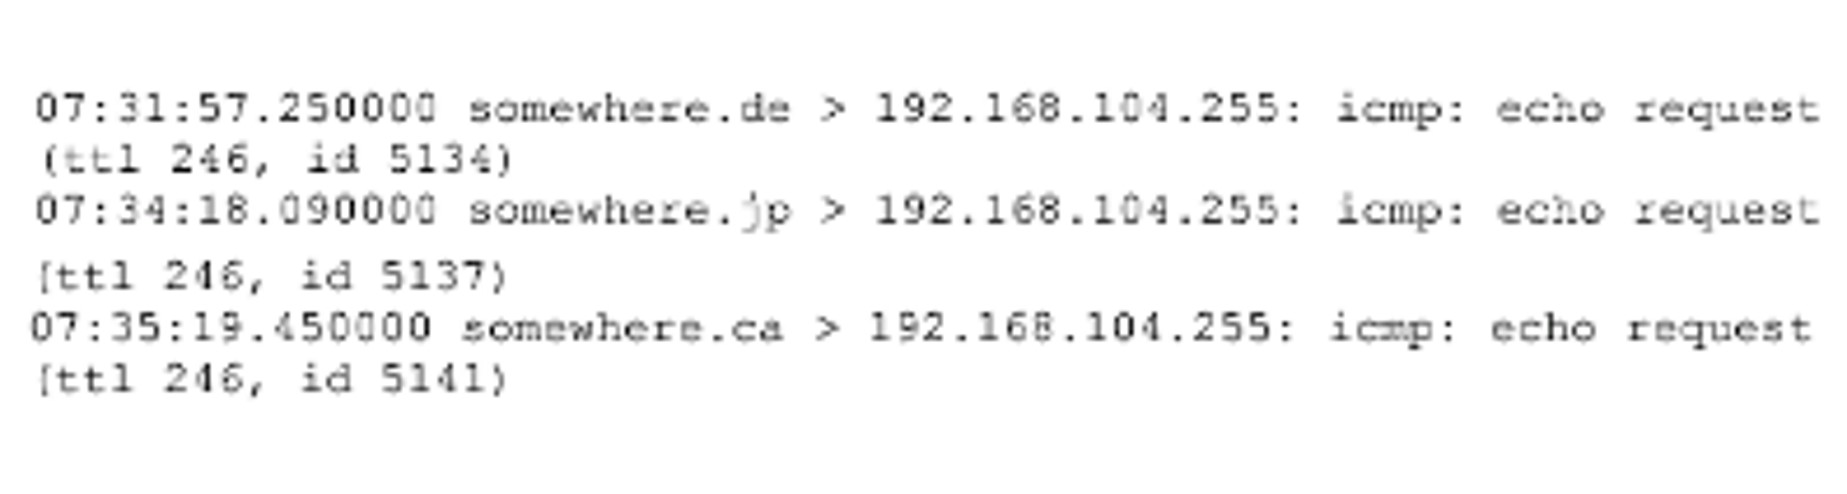 07:31:57.250000 somewhere.de > 192.168.104.255: icmp: echo request
(ttl 246, id 5134)
07:34:18.090000 somewhere.jp > 192.168.104.255: icmp: echo request
(ttl 246, id 5137)
07:35:19.450000 somewhere.ca > 192.168.104.255: icmp: echo request
(ttl 246, id 5141)